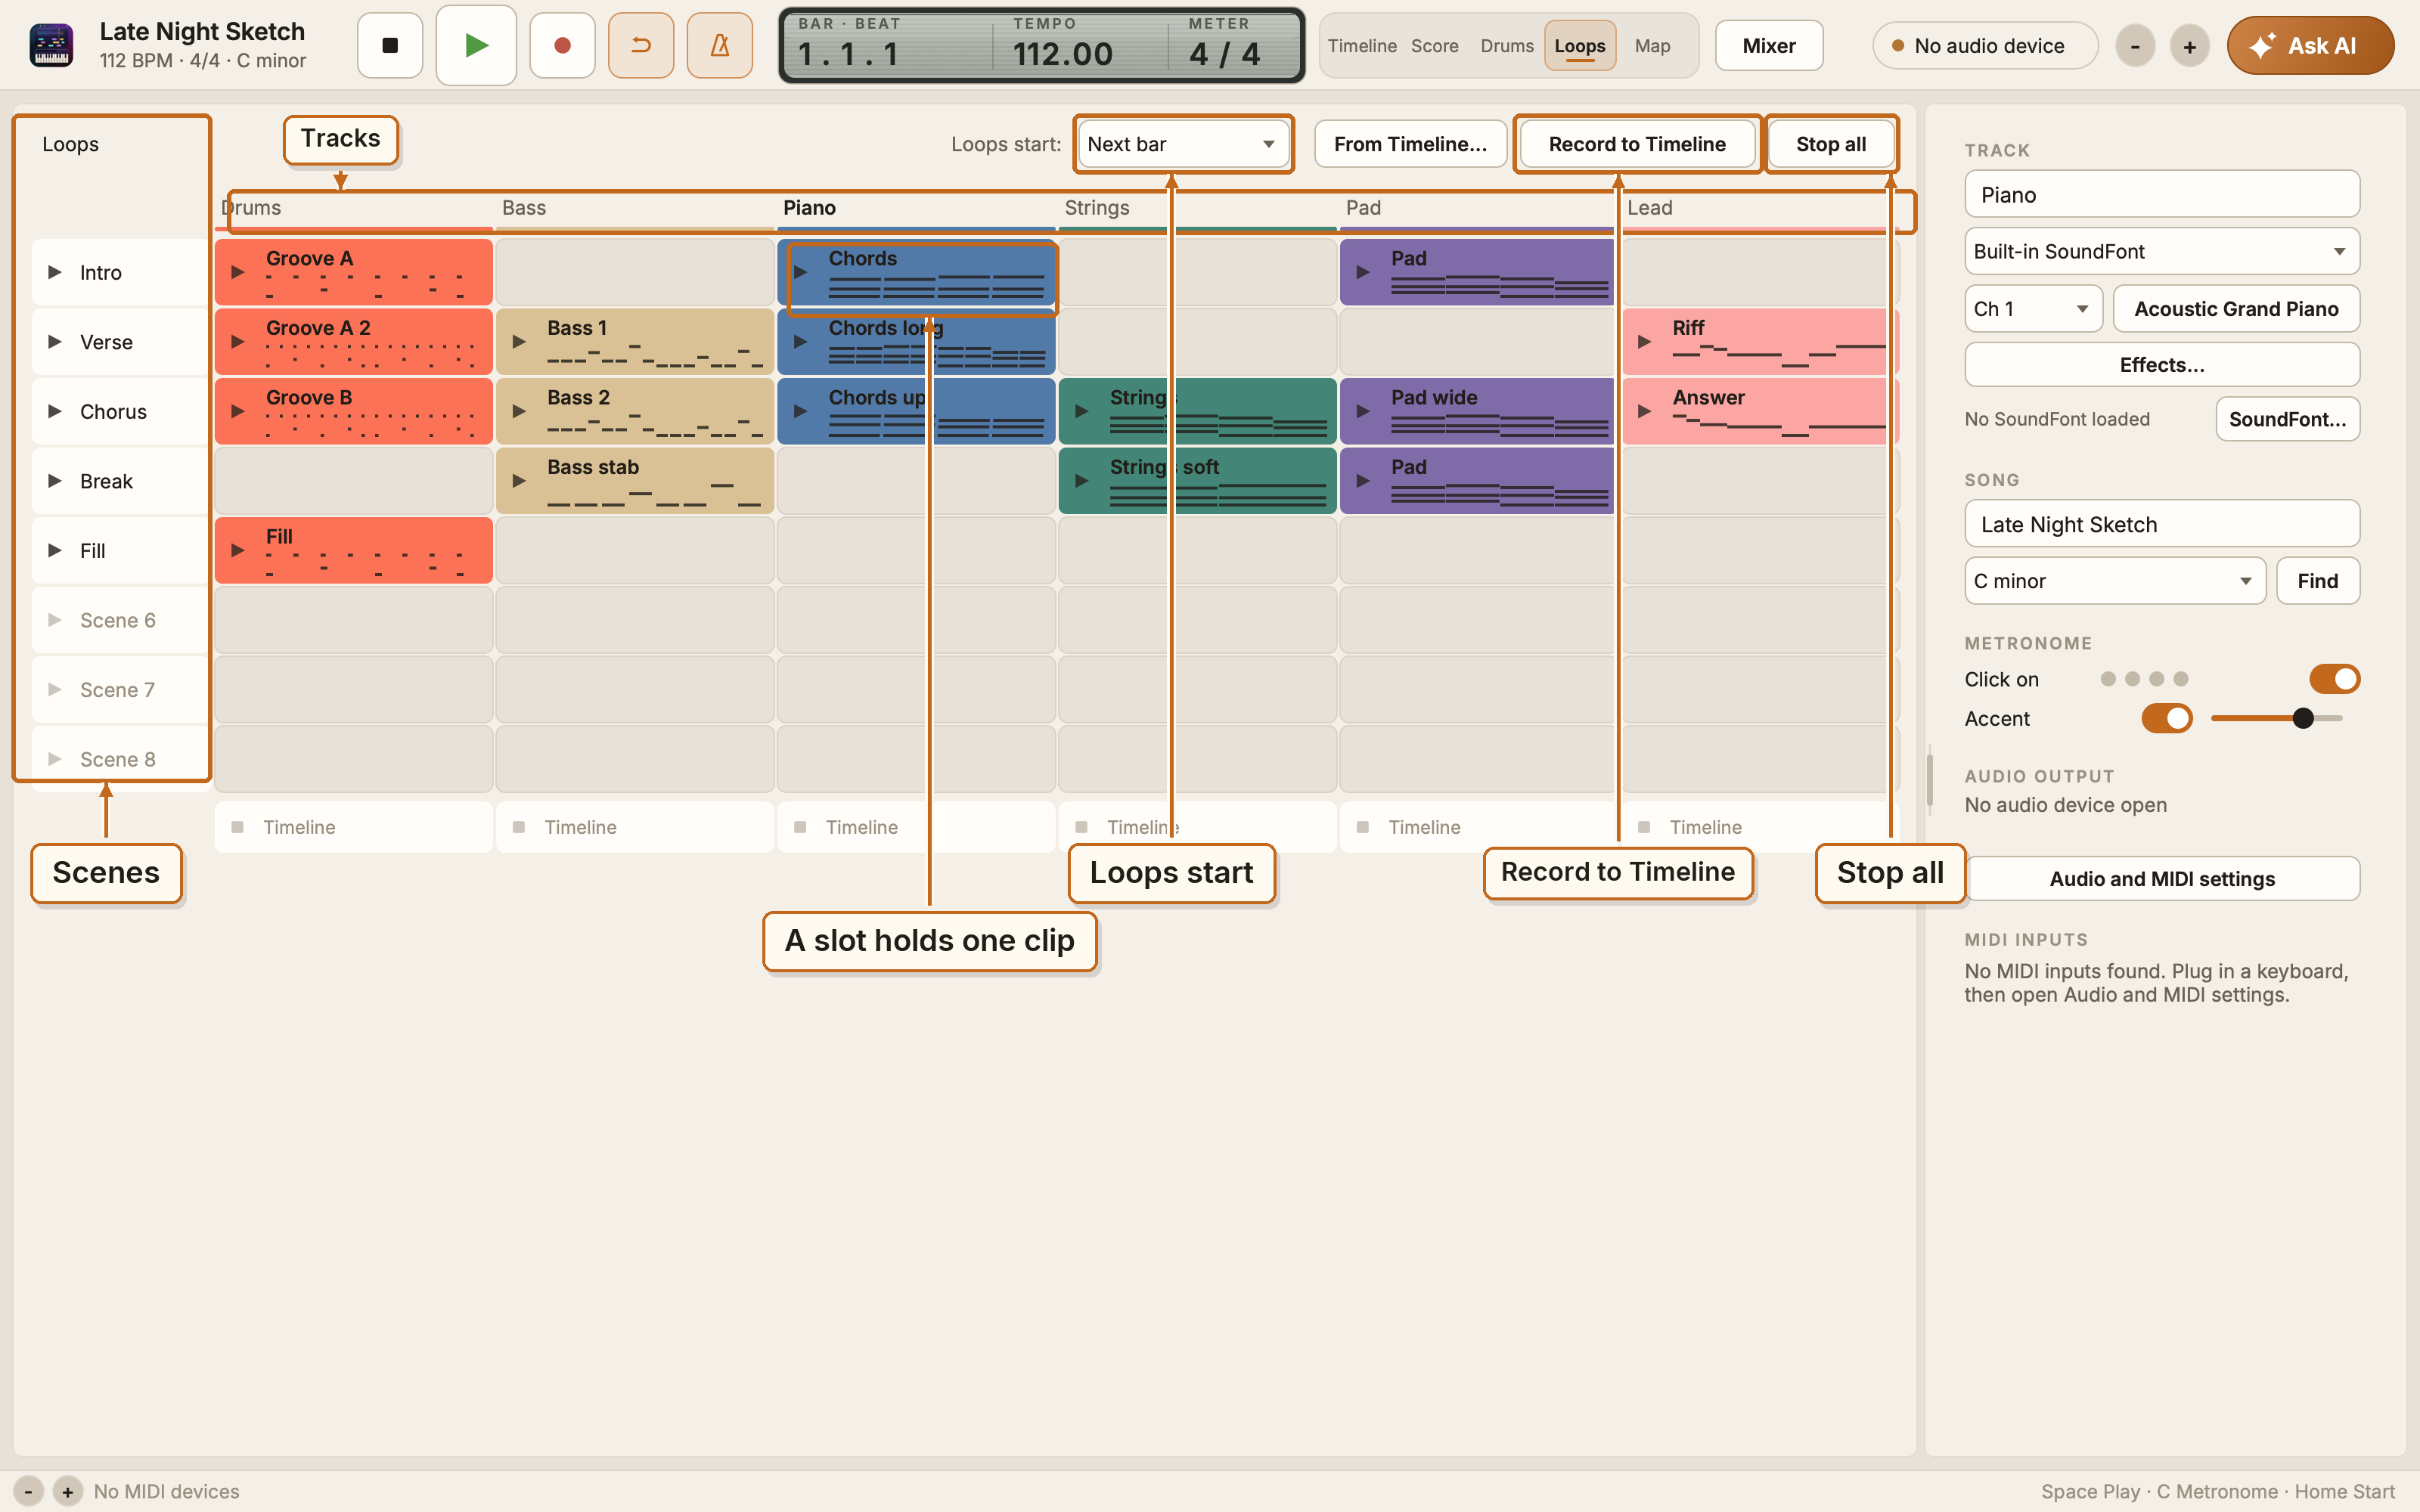 Late Night Sketch
112 BPM · 4/4 · C minor
BAR · BEAT
1 . 1 . 1
TEMPO
112.00
METER
4 / 4
Timeline
Score
Drums
Loops
Map
Mixer
No audio device
-
+
Ask AI
Loops
Tracks
Loops start:
Next bar
From Timeline...
Record to Timeline
Stop all
Drums
Bass
Piano
Strings
Pad
Lead
Intro
Groove A
Chords
Pad
Verse
Groove A 2
Bass 1
Chords long
Riff
Chorus
Groove B
Bass 2
Chords up
Strings
Pad wide
Answer
Break
Bass stab
Strings soft
Pad
Fill
Fill
Scene 6
Scene 7
Scene 8
Timeline
Timeline
Timeline
Timeline
Timeline
Timeline
Scenes
Loops start
Record to Timeline
Stop all
A slot holds one clip
TRACK
Piano
Built-in SoundFont
Ch 1
Acoustic Grand Piano
Effects...
No SoundFont loaded
SoundFont...
SONG
Late Night Sketch
C minor
Find
METRONOME
Click on
Accent
AUDIO OUTPUT
No audio device open
Audio and MIDI settings
MIDI INPUTS
No MIDI inputs found. Plug in a keyboard,
then open Audio and MIDI settings.
-
+
No MIDI devices
Space Play · C Metronome · Home Start